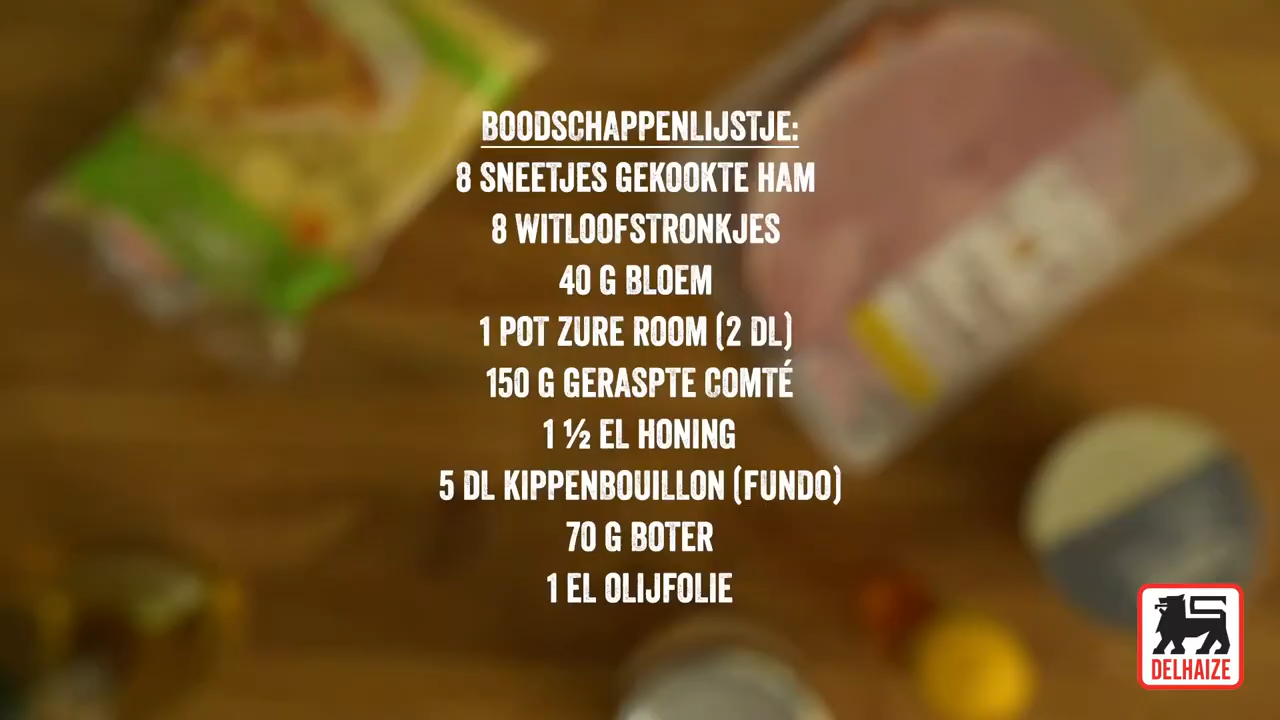 BOODSCHAPPENLIJSTJE:
8 SNEETJES GEKOOKTE HAM
8 WITLOOFSTRONKJES
40 G BLOEM
1 POT ZURE ROOM (2 DL)
150 G GERASPTE COMTÉ
1 ½ EL HONING
5 DL KIPPENBOUILLON (FUNDO)
70 G BOTER
1 EL OLIJFOLIE
DELHAIZE